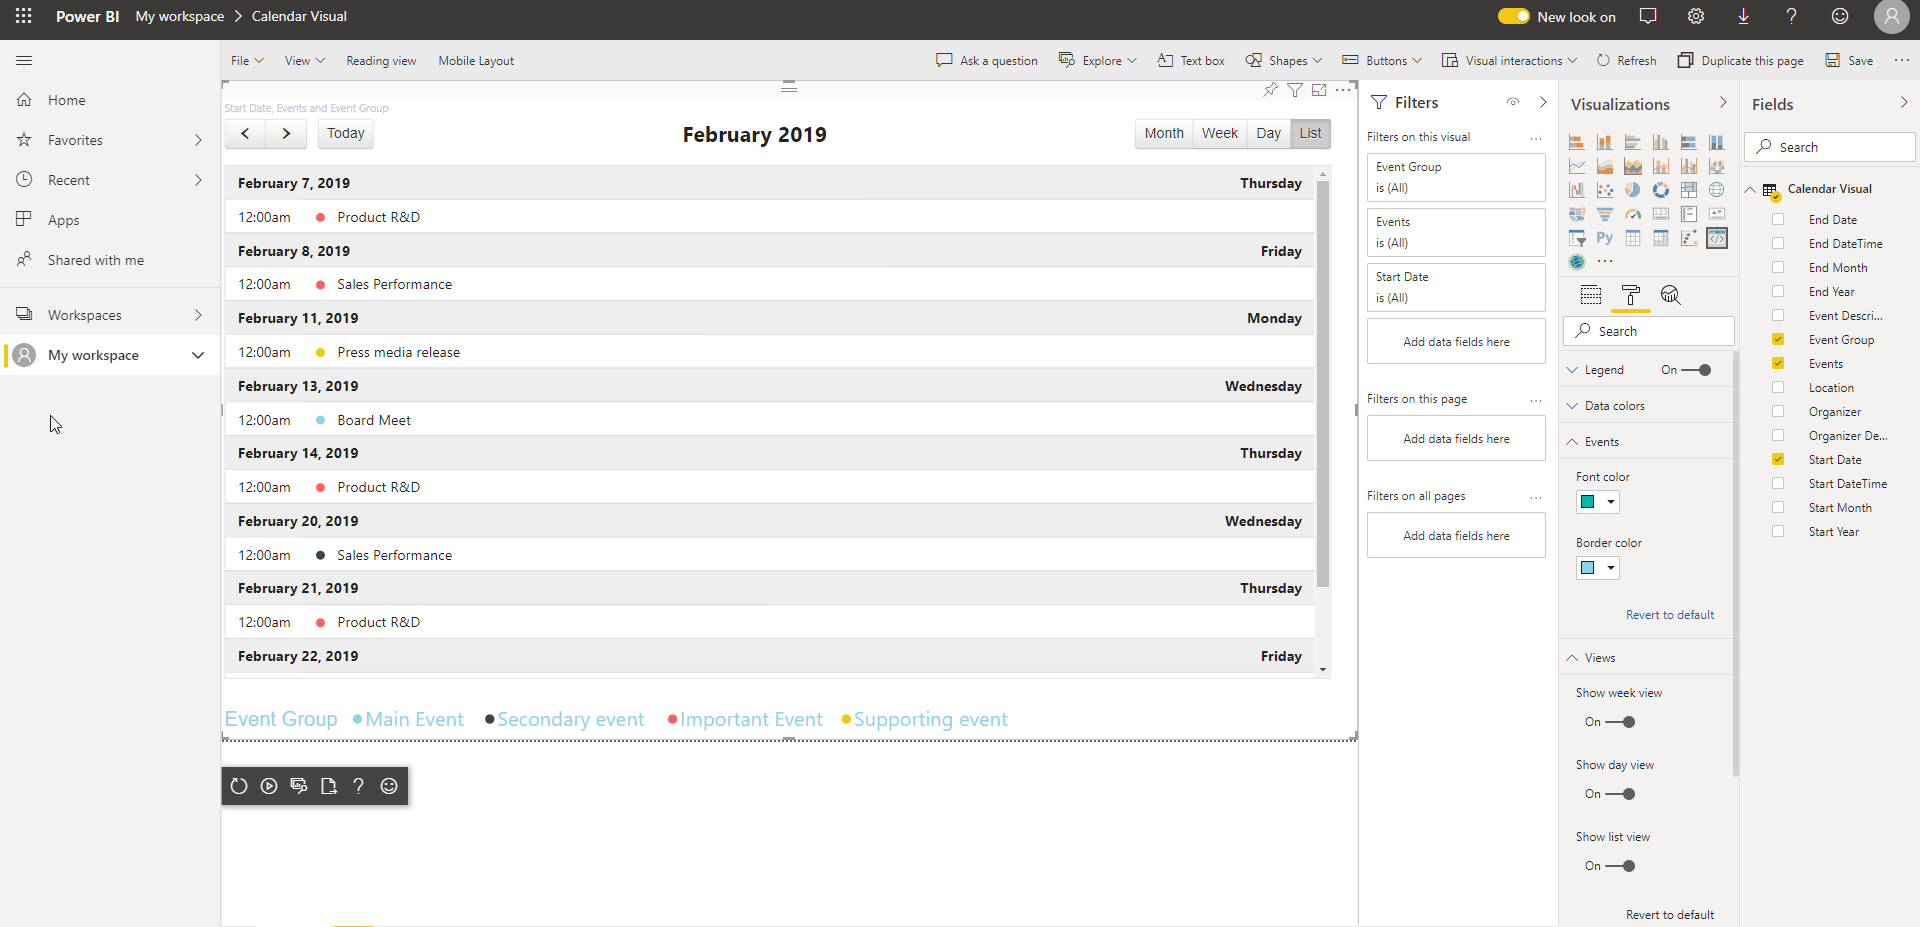 Power BI My workspace Calendar Visual
New look on
File View Reading view Mobile Layout
Ask a question Explore Text box Shapes Buttons Visual interactions Refresh Duplicate this page Save
Home
Favorites
Recent
Apps
Shared with me
Workspaces
My workspace
Start Date, Events and Event Group
Today
February 2019
Month Week Day List
February 7, 2019 Thursday
12:00am Product R&D
February 8, 2019 Friday
12:00am Sales Performance
February 11, 2019 Monday
12:00am Press media release
February 13, 2019 Wednesday
12:00am Board Meet
February 14, 2019 Thursday
12:00am Product R&D
February 20, 2019 Wednesday
12:00am Sales Performance
February 21, 2019 Thursday
12:00am Product R&D
February 22, 2019 Friday
Event Group Main Event Secondary event Important Event Supporting event
Filters
Filters on this visual
Event Group
is (All)
Events
is (All)
Start Date
is (All)
Add data fields here
Filters on this page
Add data fields here
Filters on all pages
Add data fields here
Visualizations
Py
Search
Legend On
Data colors
Events
Font color
Border color
Revert to default
Views
Show week view
On
Show day view
On
Show list view
On
Revert to default
Fields
Search
Calendar Visual
End Date
End DateTime
End Month
End Year
Event Descri...
Event Group
Events
Location
Organizer
Organizer De...
Start Date
Start DateTime
Start Month
Start Year